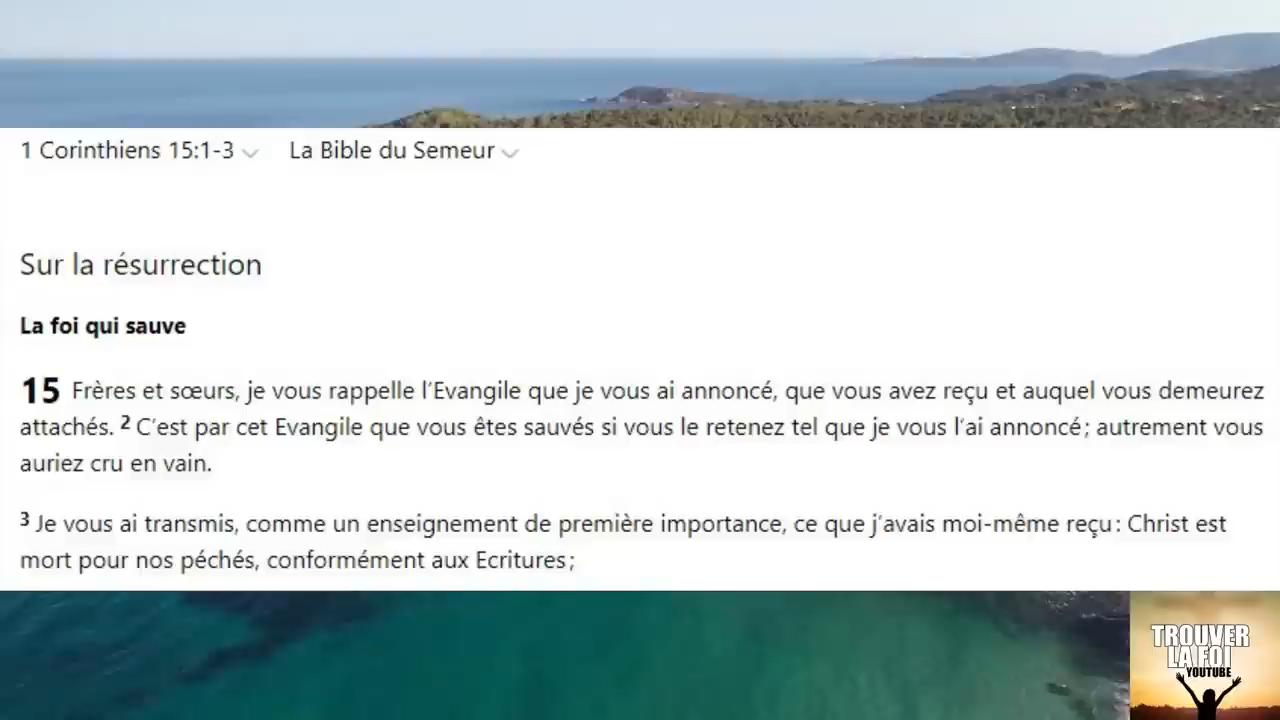 1 Corinthiens 15:1-3 La Bible du Semeur
Sur la résurrection
La foi qui sauve
15 Frères et sœurs, je vous rappelle l’Evangile que je vous ai annoncé, que vous avez reçu et auquel vous demeurez
attachés. 2 C’est par cet Evangile que vous êtes sauvés si vous le retenez tel que je vous l’ai annoncé ; autrement vous
auriez cru en vain.
3 Je vous ai transmis, comme un enseignement de première importance, ce que j’avais moi-même reçu : Christ est
mort pour nos péchés, conformément aux Ecritures ;
TROUVER
LA FOI
YOUTUBE